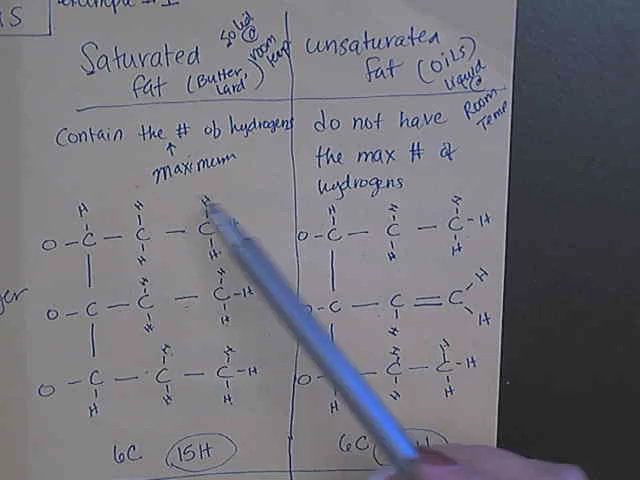 Saturated
fat (Butter, Lard)
Solid @ room temp
Contain the # of hydrogens
↑
maximum
H H H
O - C - C - C
H H
H H
O - C - C - C - H
H H
H H
O - C - C - C - H
H H H
6C 15H
unsaturated
fat (oils)
liquid @
Room Temp
do not have
the max # of
hydrogens
H H H
O - C - C - C - H
H H
H H
O - C - C = C
H H
H H
O - C - C - C - H
H H H
6C H